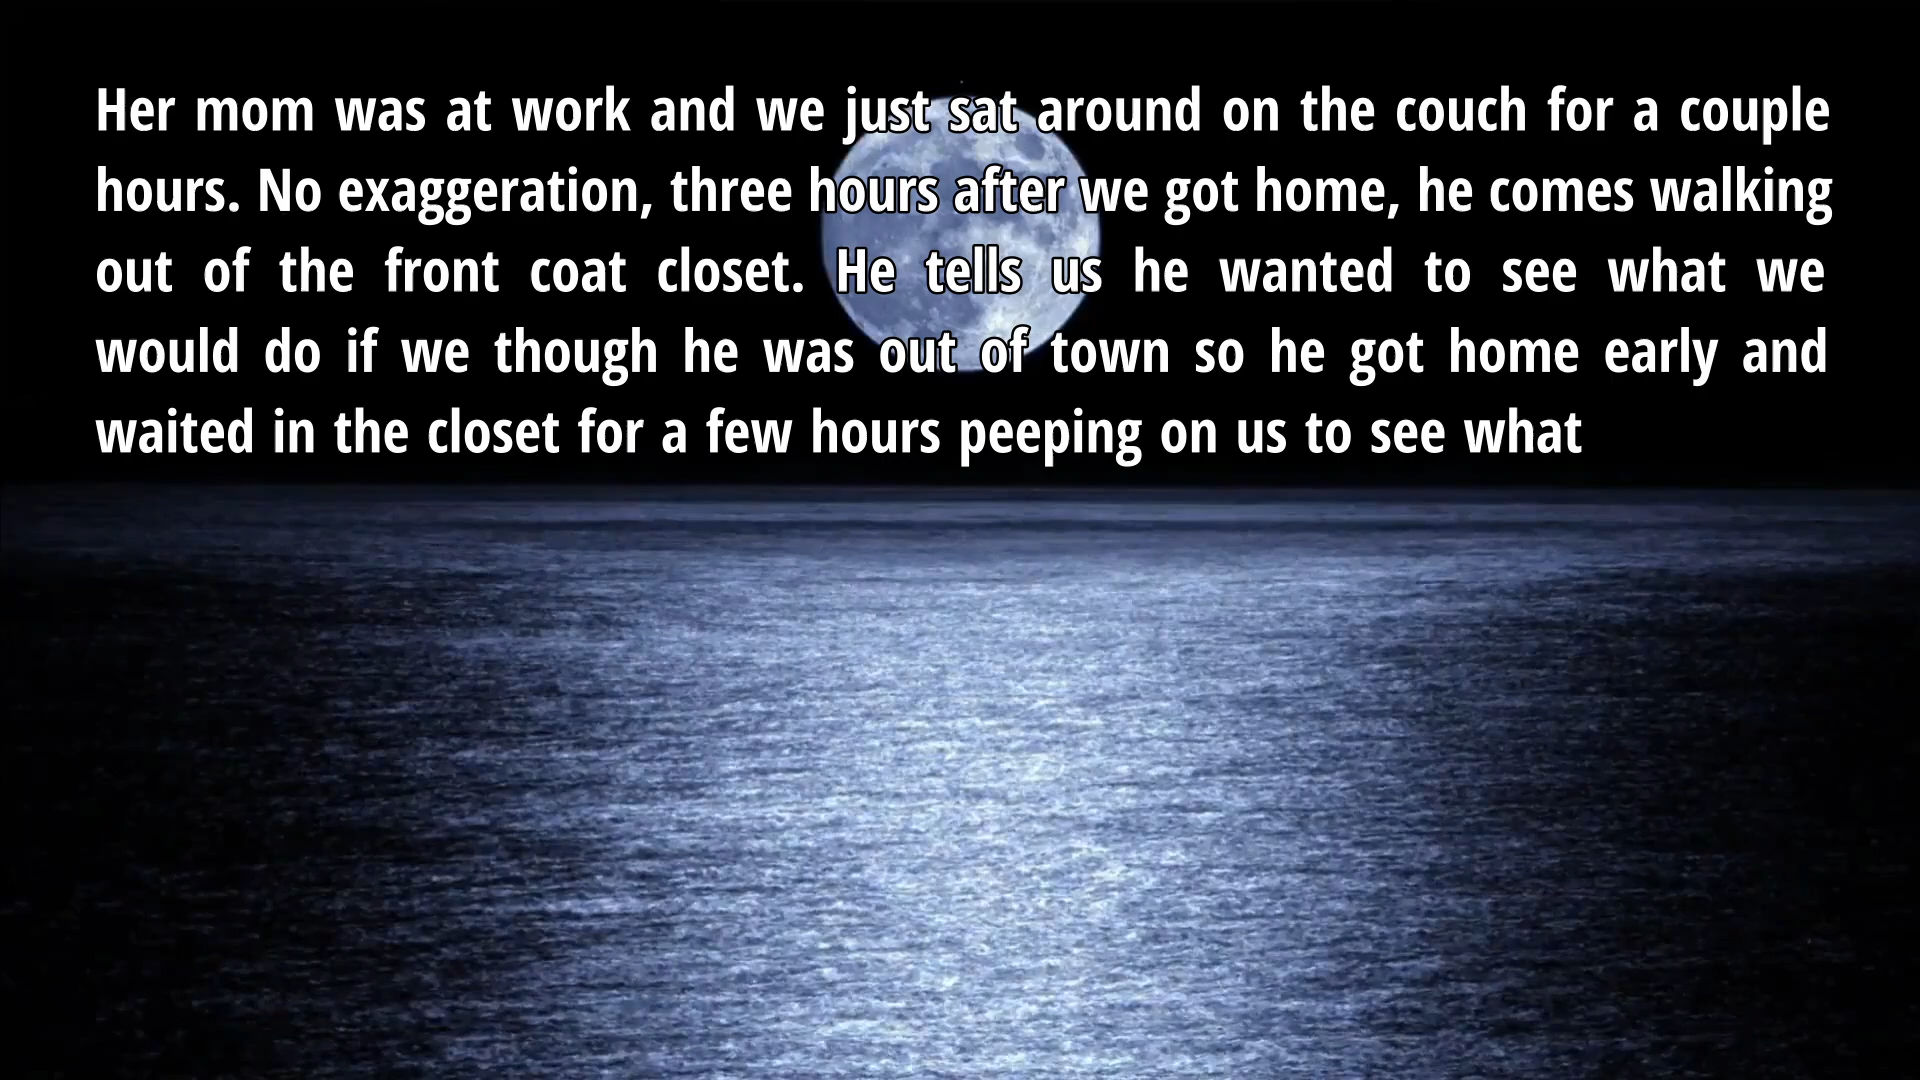 Her mom was at work and we just sat around on the couch for a couple
hours. No exaggeration, three hours after we got home, he comes walking
out of the front coat closet. He tells us he wanted to see what we
would do if we though he was out of town so he got home early and
waited in the closet for a few hours peeping on us to see what